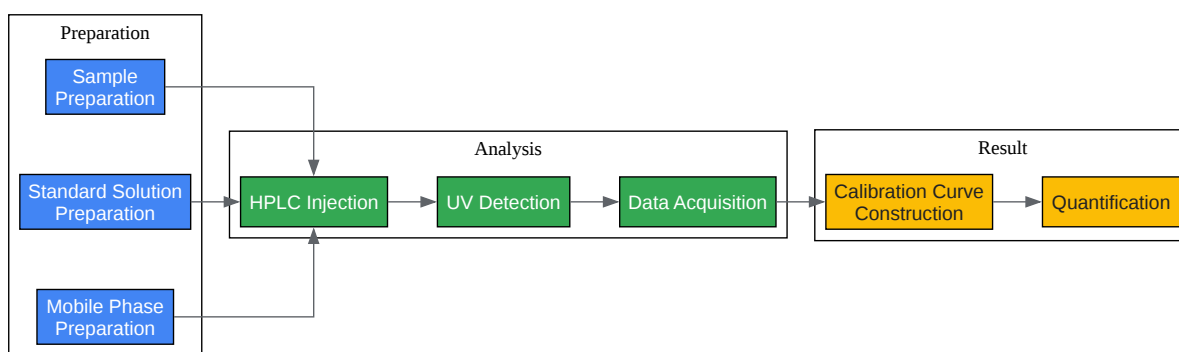 Preparation
Sample
Preparation
Standard Solution
Preparation
Mobile Phase
Preparation
Analysis
HPLC Injection
UV Detection
Data Acquisition
Result
Calibration Curve
Construction
Quantification